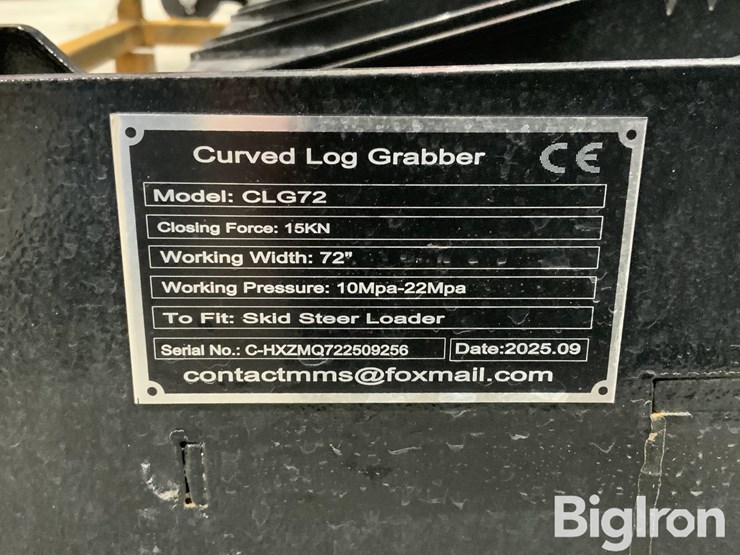 Curved Log Grabber CE
Model: CLG72
Closing Force: 15KN
Working Width: 72"
Working Pressure: 10Mpa-22Mpa
To Fit: Skid Steer Loader
Serial No.: C-HXZMQ722509256 Date:2025.09
contactmms@foxmail.com
BigIron